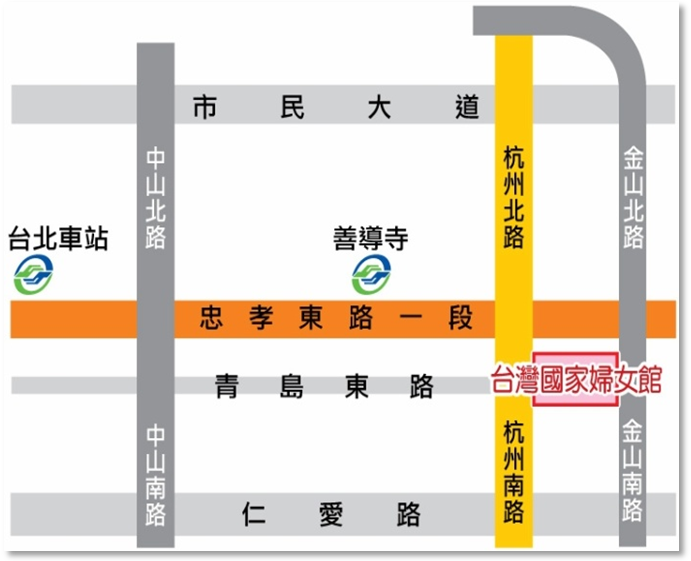 市民大道
中山北路
杭州北路
金山北路
台北車站
善導寺
忠孝東路一段
青島東路
台灣國家婦女館
中山南路
杭州南路
金山南路
仁愛路